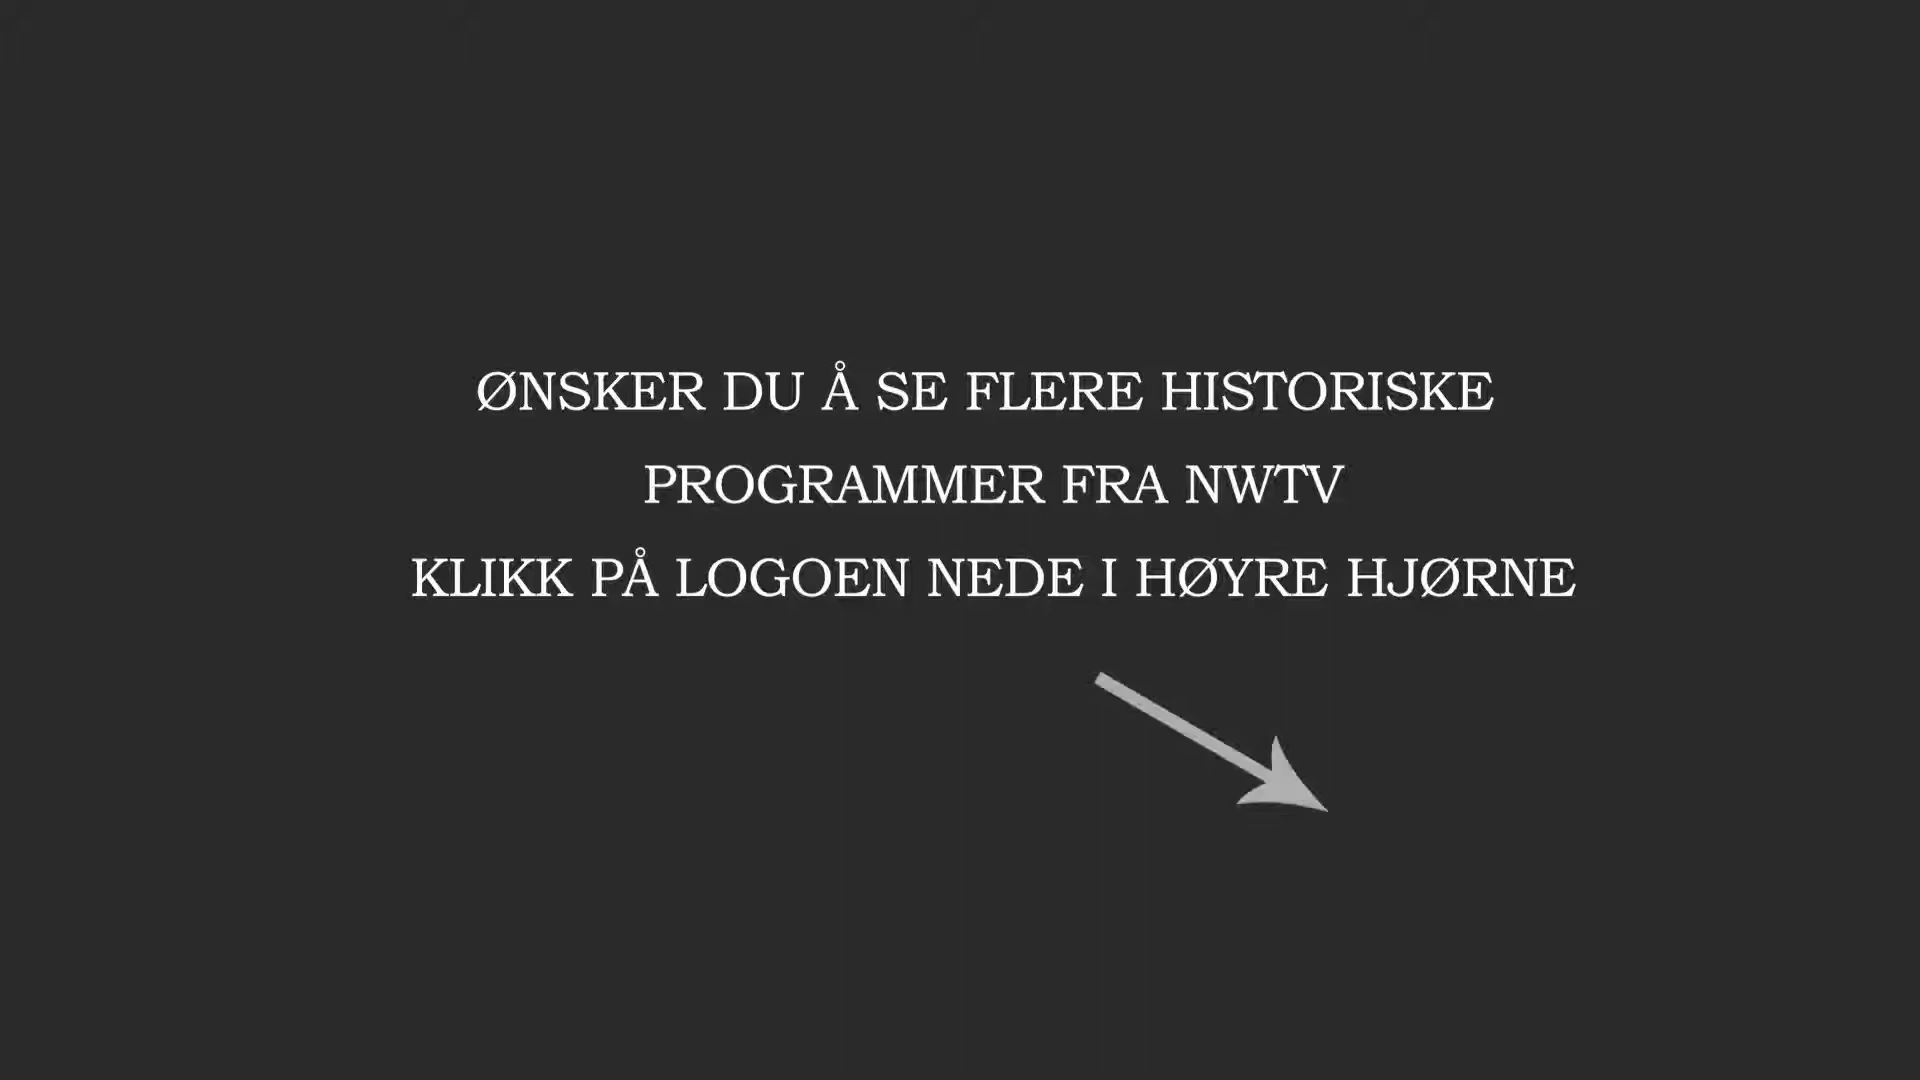 ØNSKER DU Å SE FLERE HISTORISKE
PROGRAMMER FRA NWTV
KLIKK PÅ LOGOEN NEDE I HØYRE HJØRNE